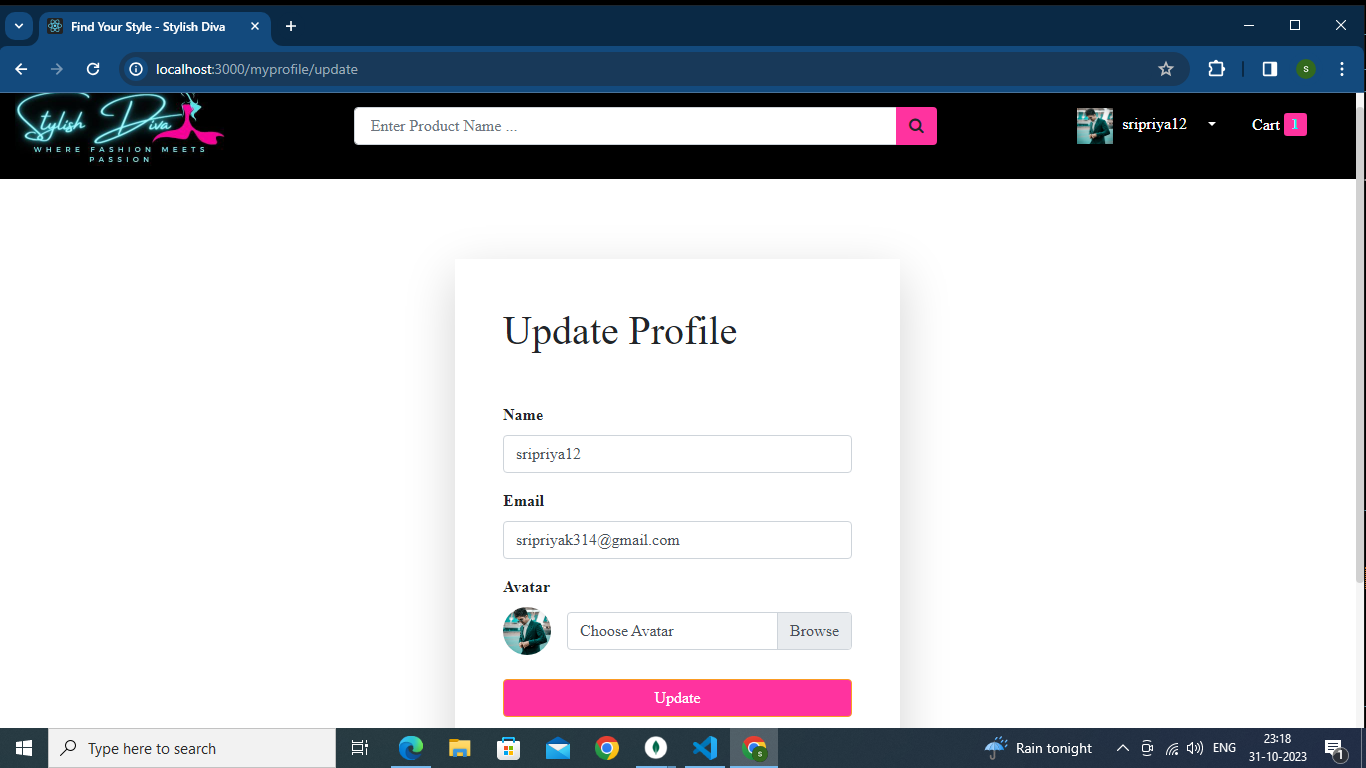 Find Your Style - Stylish Diva
localhost:3000/myprofile/update
S
Stylish Diva
WHERE FASHION MEETS
PASSION
Enter Product Name ...
sripriya12
Cart 1
Update Profile
Name
sripriya12
Email
sripriyak314@gmail.com
Avatar
Choose Avatar
Browse
Update
Type here to search
S
Rain tonight
ENG
23:18
31-10-2023
1